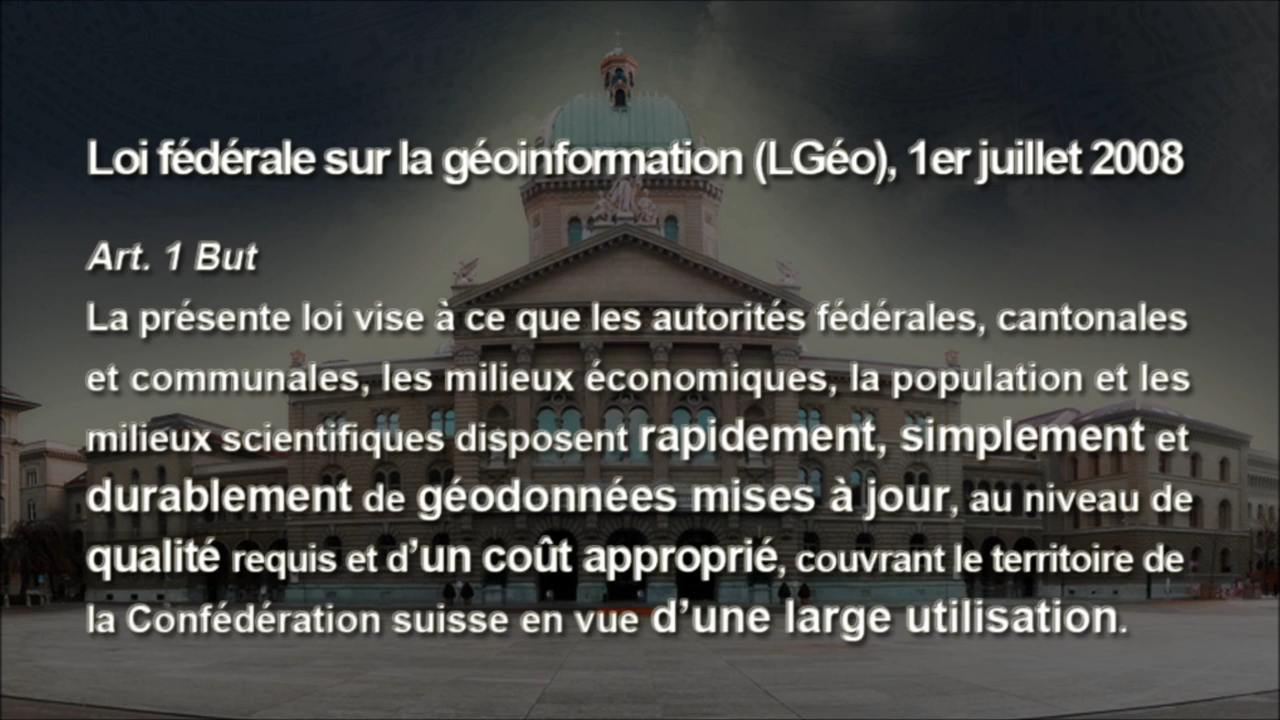 Loi fédérale sur la géoinformation (LGéo), 1er juillet 2008
Art. 1 But
La présente loi vise à ce que les autorités fédérales, cantonales
et communales, les milieux économiques, la population et les
milieux scientifiques disposent rapidement, simplement et
durablement de géodonnées mises à jour, au niveau de
qualité requis et d’un coût approprié, couvrant le territoire de
la Confédération suisse en vue d’une large utilisation.